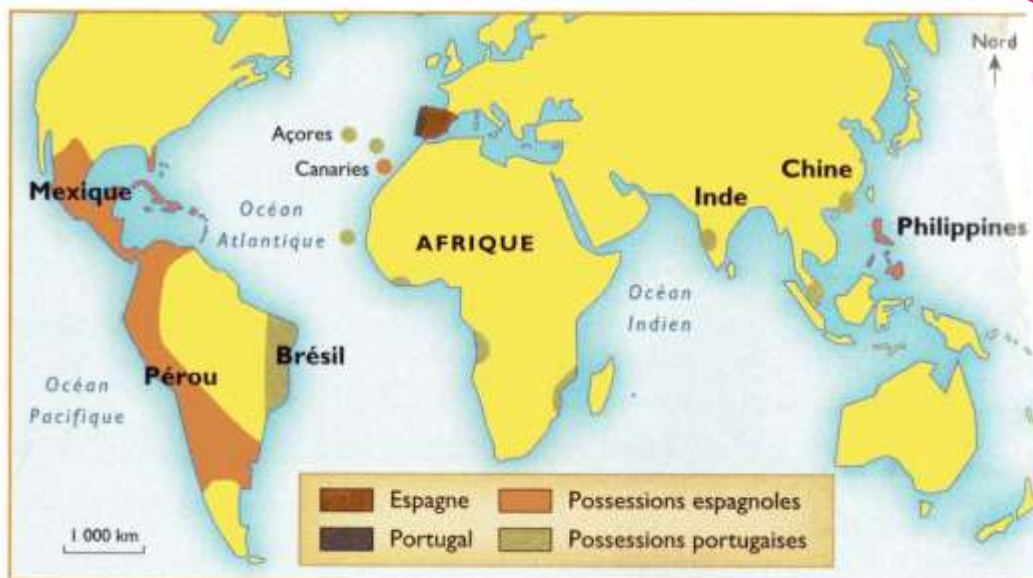 Nord
Açores
Canaries
Chine
Inde
Mexique
Philippines
Océan
Atlantique
AFRIQUE
Océan
Indien
Brésil
Pérou
Océan
Pacifique
Espagne
Possessions espagnoles
Portugal
Possessions portugaises
1 000 km